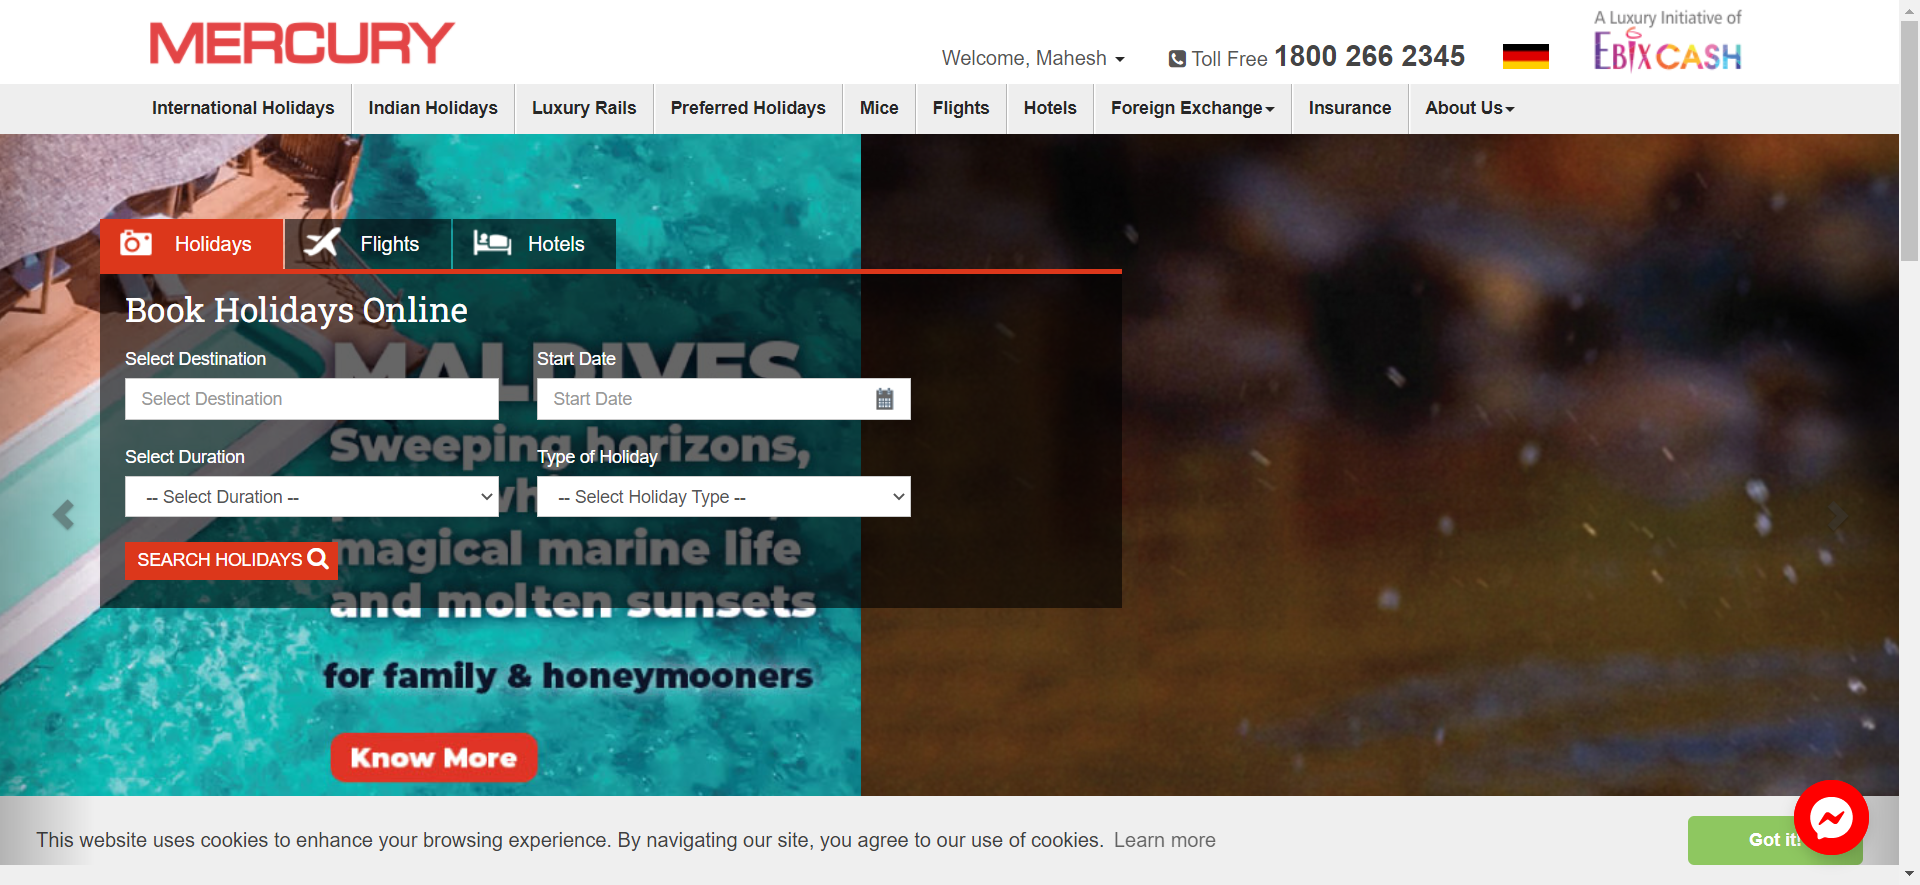 MERCURY
Welcome, Mahesh
Toll Free 1800 266 2345
A Luxury Initiative of
EBIXCASH
International Holidays
Indian Holidays
Luxury Rails
Preferred Holidays
Mice
Flights
Hotels
Foreign Exchange
Insurance
About Us
Holidays
Flights
Hotels
Book Holidays Online
MALDIVES
Select Destination
Start Date
Select Destination
Start Date
Sweeping horizons,
Select Duration
Type of Holiday
-- Select Duration --
-- Select Holiday Type --
magical marine life
SEARCH HOLIDAYS
and molten sunsets
for family & honeymooners
Know More
This website uses cookies to enhance your browsing experience. By navigating our site, you agree to our use of cookies. Learn more
Got it!